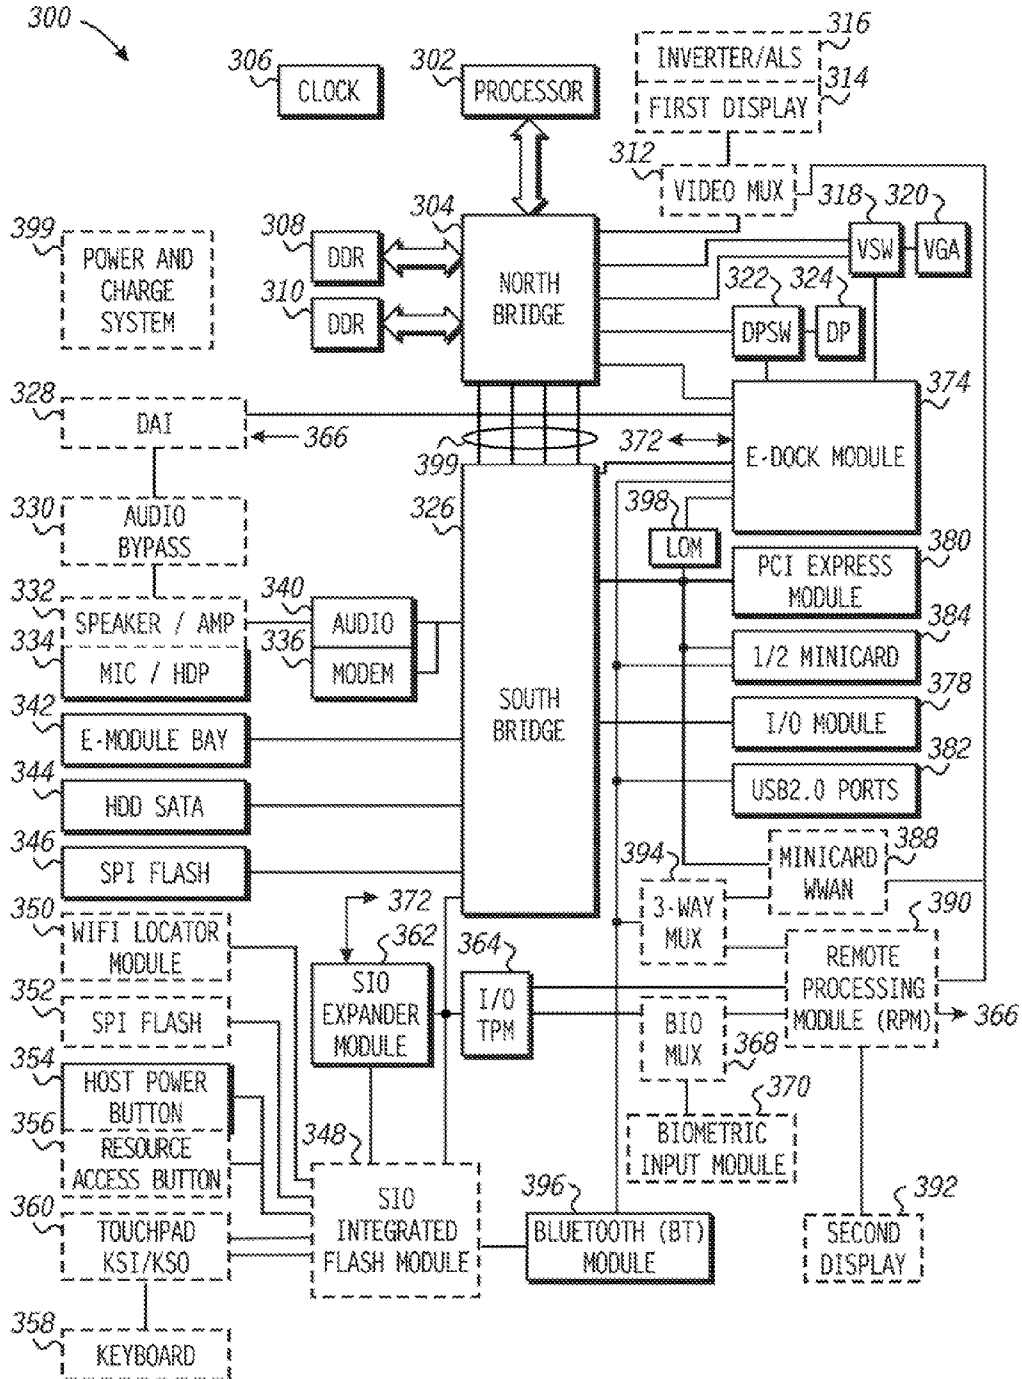 300
316
INVERTER/ALS
306
CLOCK
302
PROCESSOR
314
FIRST DISPLAY
312
VIDEO MUX
318
320
VSW
VGA
399
POWER AND
CHARGE
SYSTEM
308
DDR
304
NORTH
BRIDGE
310
DDR
322
324
DPSW
DP
328
DAI
366
374
372
E-DOCK MODULE
399
326
398
LOM
330
AUDIO
BYPASS
380
PCI EXPRESS
MODULE
332
SPEAKER / AMP
340
AUDIO
384
1/2 MINICARD
334
MIC / HDP
336
MODEM
SOUTH
BRIDGE
378
I/O MODULE
342
E-MODULE BAY
382
USB2.0 PORTS
344
HDD SATA
346
SPI FLASH
394
3-WAY
MUX
388
MINICARD
WWAN
350
WIFI LOCATOR
MODULE
372
362
SIO
EXPANDER
MODULE
364
I/O
TPM
390
REMOTE
PROCESSING
MODULE (RPM)
366
352
SPI FLASH
BIO
MUX
368
354
HOST POWER
BUTTON
370
BIOMETRIC
INPUT MODULE
356
RESOURCE
ACCESS BUTTON
348
SIO
INTEGRATED
FLASH MODULE
396
BLUETOOTH (BT)
MODULE
392
SECOND
DISPLAY
360
TOUCHPAD
KSI/KSO
358
KEYBOARD